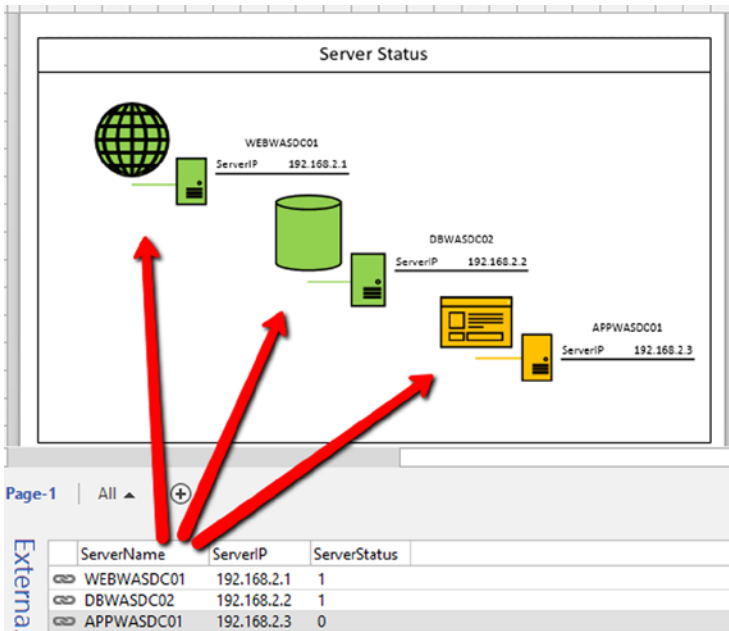 Server Status
WEBWASDC01
ServerIP 192.168.2.1
DBWASDC02
ServerIP 192.168.2.2
APPWASDC01
ServerIP 192.168.2.3
Page-1 All
Externa
ServerName ServerIP ServerStatus
WEBWASDC01 192.168.2.1 1
DBWASDC02 192.168.2.2 1
APPWASDC01 192.168.2.3 0